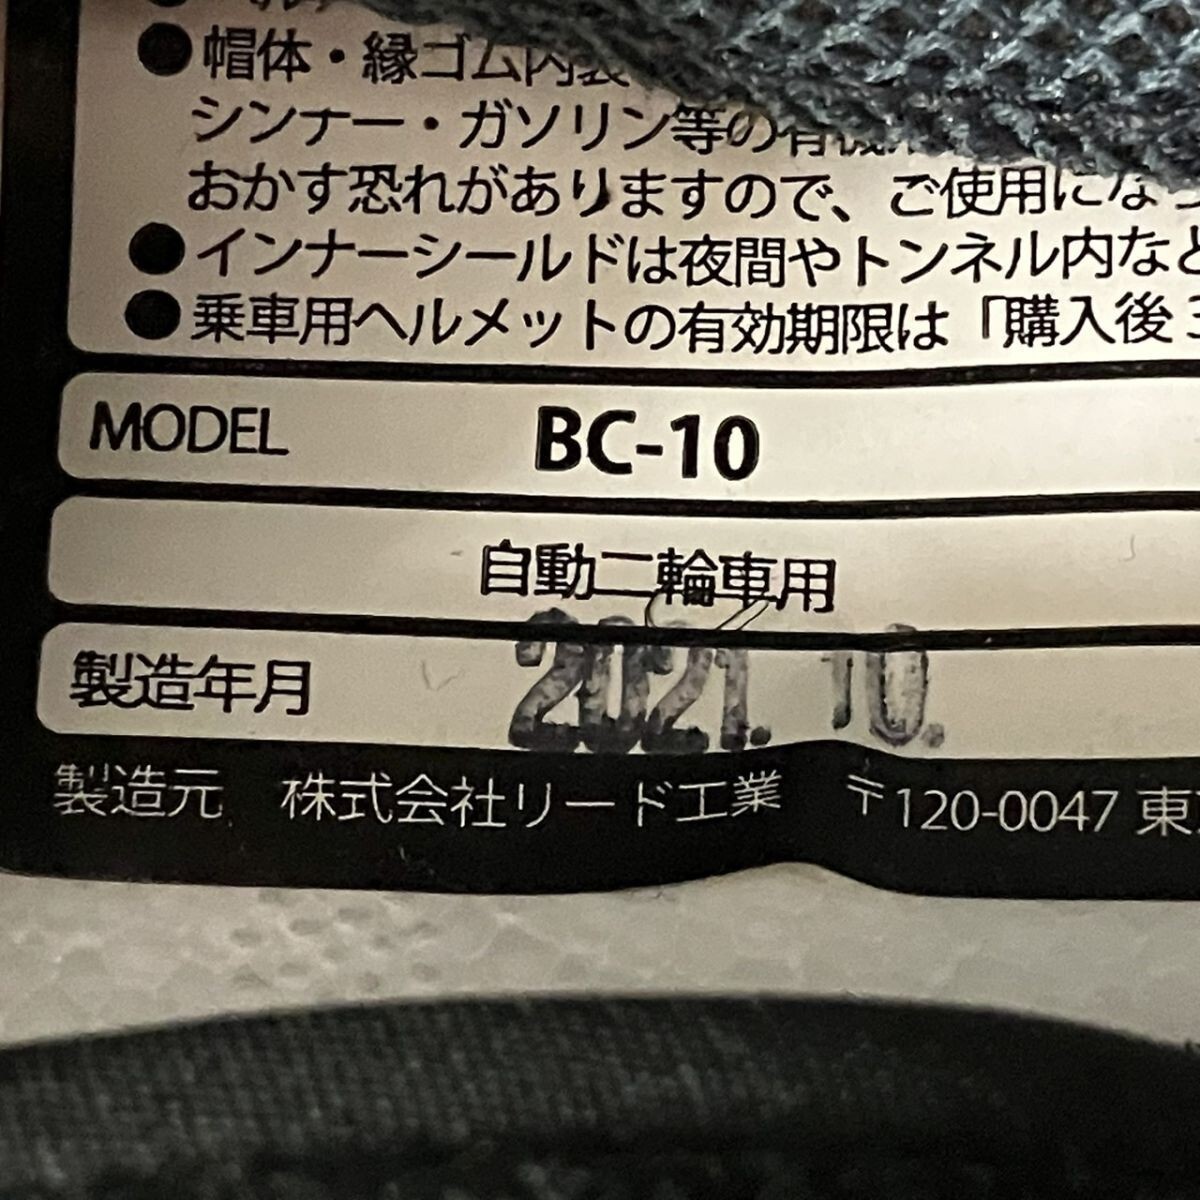 ●帽体・縁ゴム内装
シンナー・ガソリン等の有機
おかす恐れがありますので、ご使用にな
●インナーシールドは夜間やトンネル内など
●乗車用ヘルメットの有効期限は「購入後3
MODEL BC-10
自動二輪車用
製造年月 2021. 10.
製造元 株式会社リード工業 〒120-0047 東